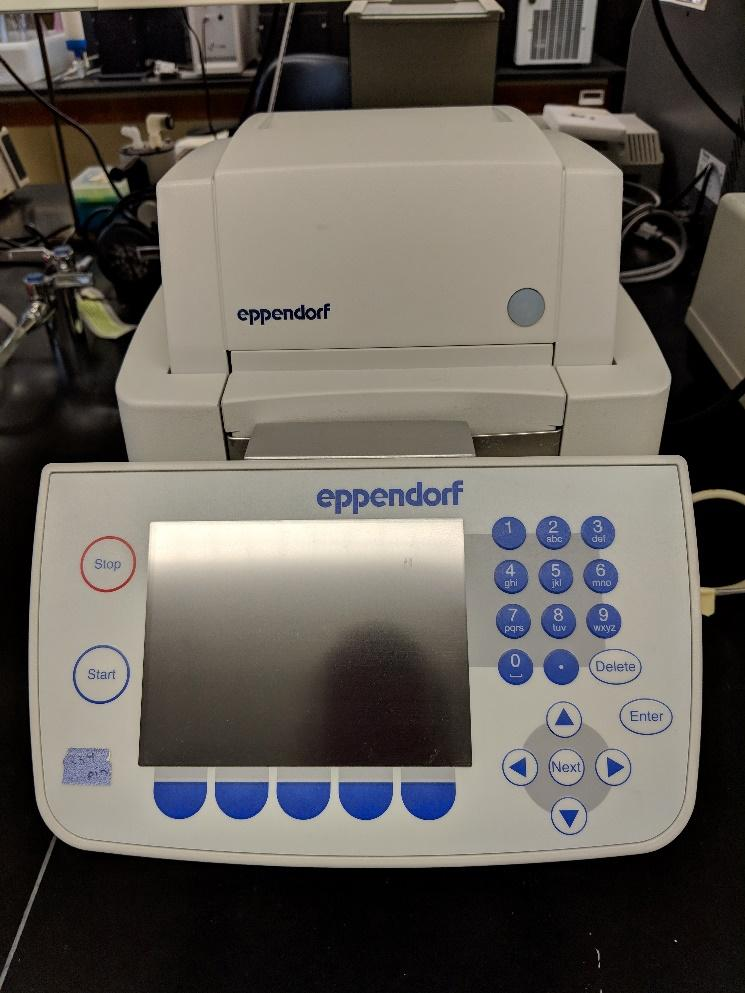 eppendorf
eppendorf
Stop
Start
1
2
abc
3
def
4
ghi
5
jkl
6
mno
7
pqrs
8
tuv
9
wxyz
0
.
Delete
Enter
Next